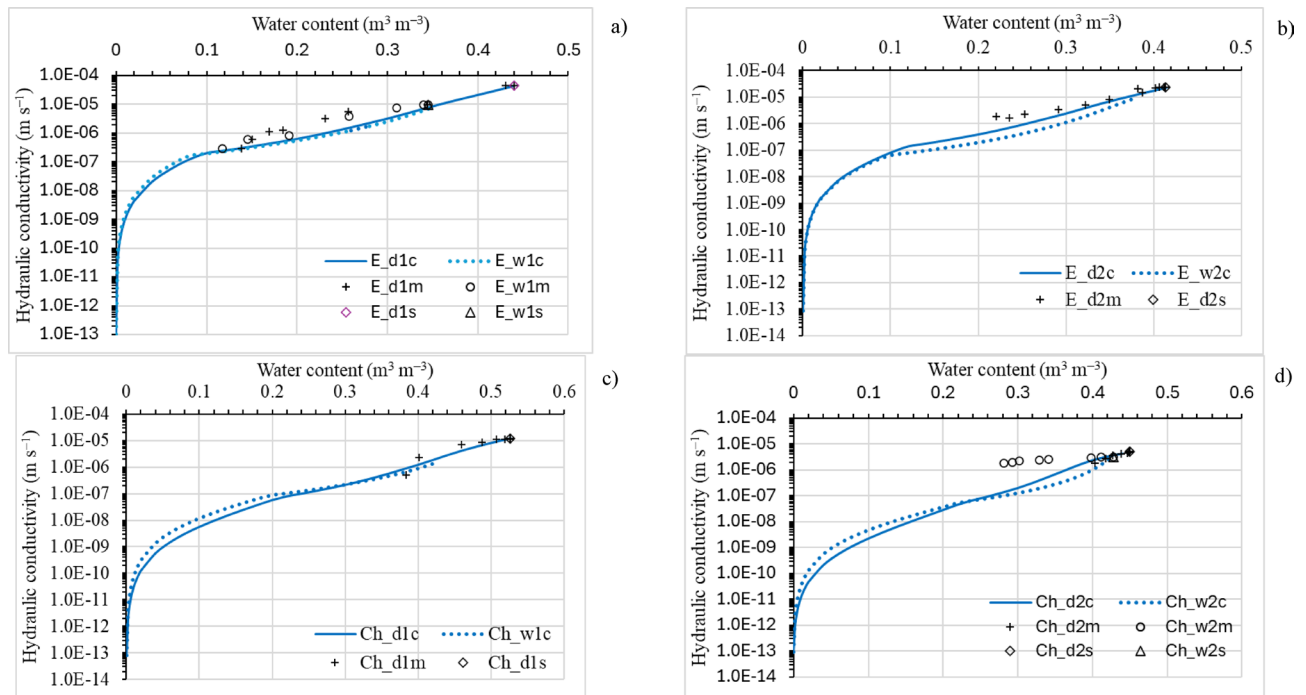 Water content (m³ m⁻³)
a)
0 0.1 0.2 0.3 0.4 0.5
Hydraulic conductivity (m s⁻¹)
1.0E-04
1.0E-05
1.0E-06
1.0E-07
1.0E-08
1.0E-09
1.0E-10
1.0E-11
1.0E-12
1.0E-13
E_d1c E_w1c
E_d1m E_w1m
E_d1s E_w1s
Water content (m³ m⁻³)
b)
0 0.1 0.2 0.3 0.4 0.5
Hydraulic conductivity (m s⁻¹)
1.0E-04
1.0E-05
1.0E-06
1.0E-07
1.0E-08
1.0E-09
1.0E-10
1.0E-11
1.0E-12
1.0E-13
1.0E-14
E_d2c E_w2c
E_d2m E_d2s
Water content (m³ m⁻³)
c)
0 0.1 0.2 0.3 0.4 0.5 0.6
Hydraulic conductivity (m s⁻¹)
1.0E-04
1.0E-05
1.0E-06
1.0E-07
1.0E-08
1.0E-09
1.0E-10
1.0E-11
1.0E-12
1.0E-13
1.0E-14
Ch_d1c Ch_w1c
Ch_d1m Ch_d1s
Water content (m³ m⁻³)
d)
0 0.1 0.2 0.3 0.4 0.5 0.6
Hydraulic conductivity (m s⁻¹)
1.0E-04
1.0E-05
1.0E-06
1.0E-07
1.0E-08
1.0E-09
1.0E-10
1.0E-11
1.0E-12
1.0E-13
1.0E-14
Ch_d2c Ch_w2c
Ch_d2m Ch_w2m
Ch_d2s Ch_w2s